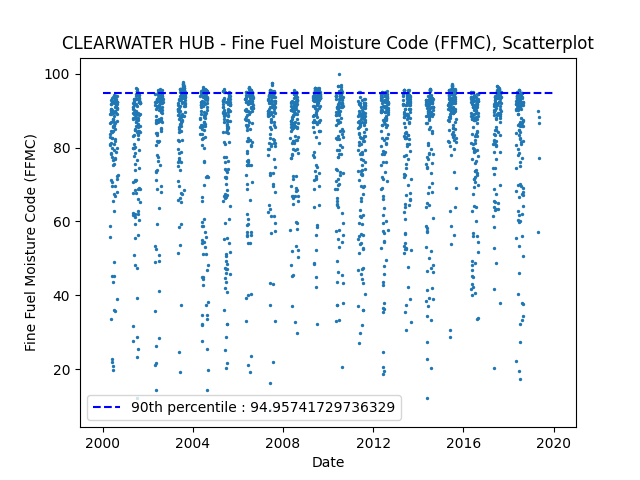 CLEARWATER HUB - Fine Fuel Moisture Code (FFMC), Scatterplot
Fine Fuel Moisture Code (FFMC)
100
80
60
40
20
90th percentile : 94.95741729736329
2000 2004 2008 2012 2016 2020
Date